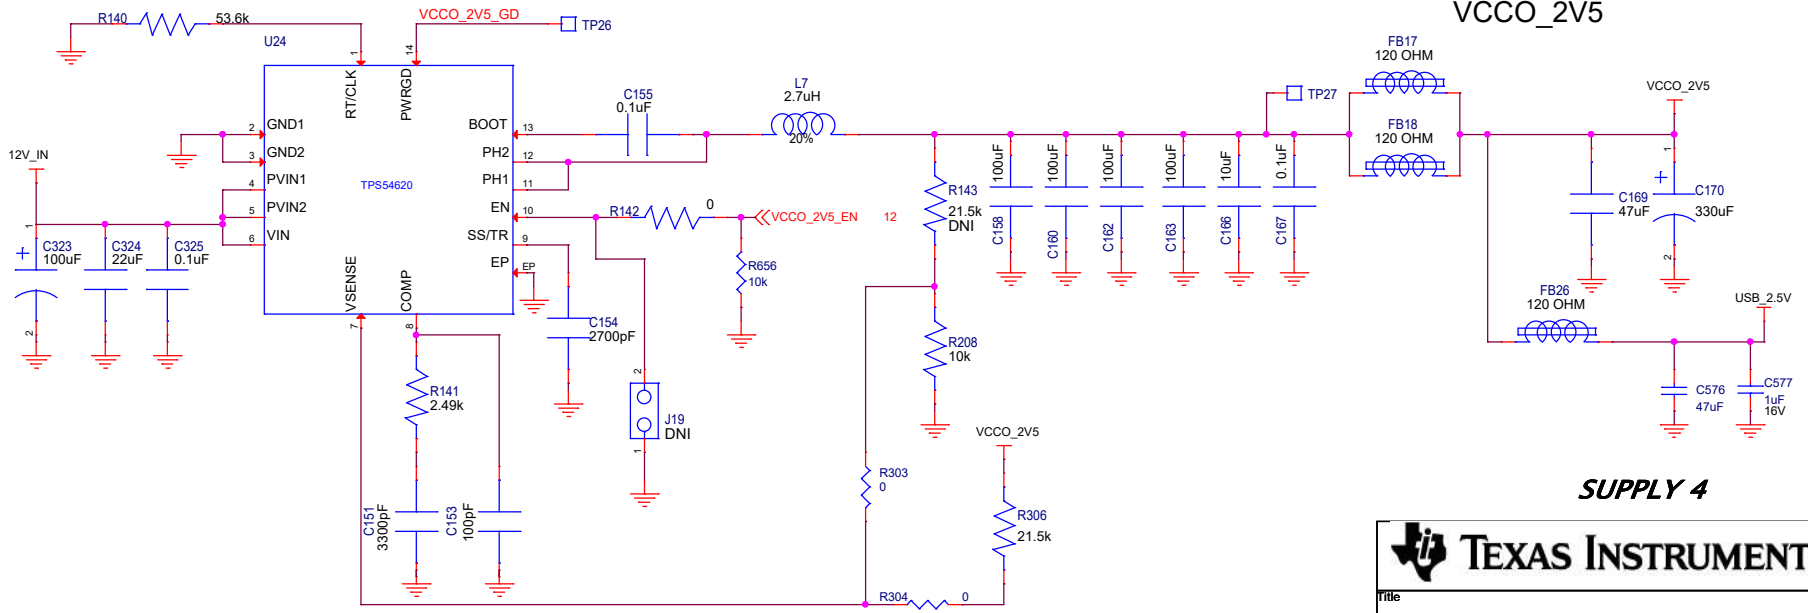 VCCO_2V5
R140
53.6k
VCCO_2V5_GD
TP26
U24
1
14
RT/CLK
PWRGD
GND1
2
GND2
3
PVIN1
4
PVIN2
5
VIN
6
TPS54620
BOOT
13
PH2
12
PH1
11
EN
10
SS/TR
9
EP
EP
VSENSE
7
COMP
8
12V_IN
1
2
C323
100uF
C324
22uF
C325
0.1uF
C155
0.1uF
L7
2.7uH
20%
R142
0
VCCO_2V5_EN
12
R656
10k
C154
2700pF
2
1
J19
DNI
R141
2.49k
C151
3300pF
C153
100pF
R143
21.5k
DNI
R208
10k
R303
0
R304
0
VCCO_2V5
R306
21.5k
100uF
C158
100uF
C160
100uF
C162
100uF
C163
10uF
C166
0.1uF
C167
TP27
FB17
120 OHM
FB18
120 OHM
VCCO_2V5
C169
47uF
1
2
C170
330uF
FB26
120 OHM
USB_2.5V
C576
47uF
C577
1uF
16V
SUPPLY 4
TEXAS INSTRUMENT
Title